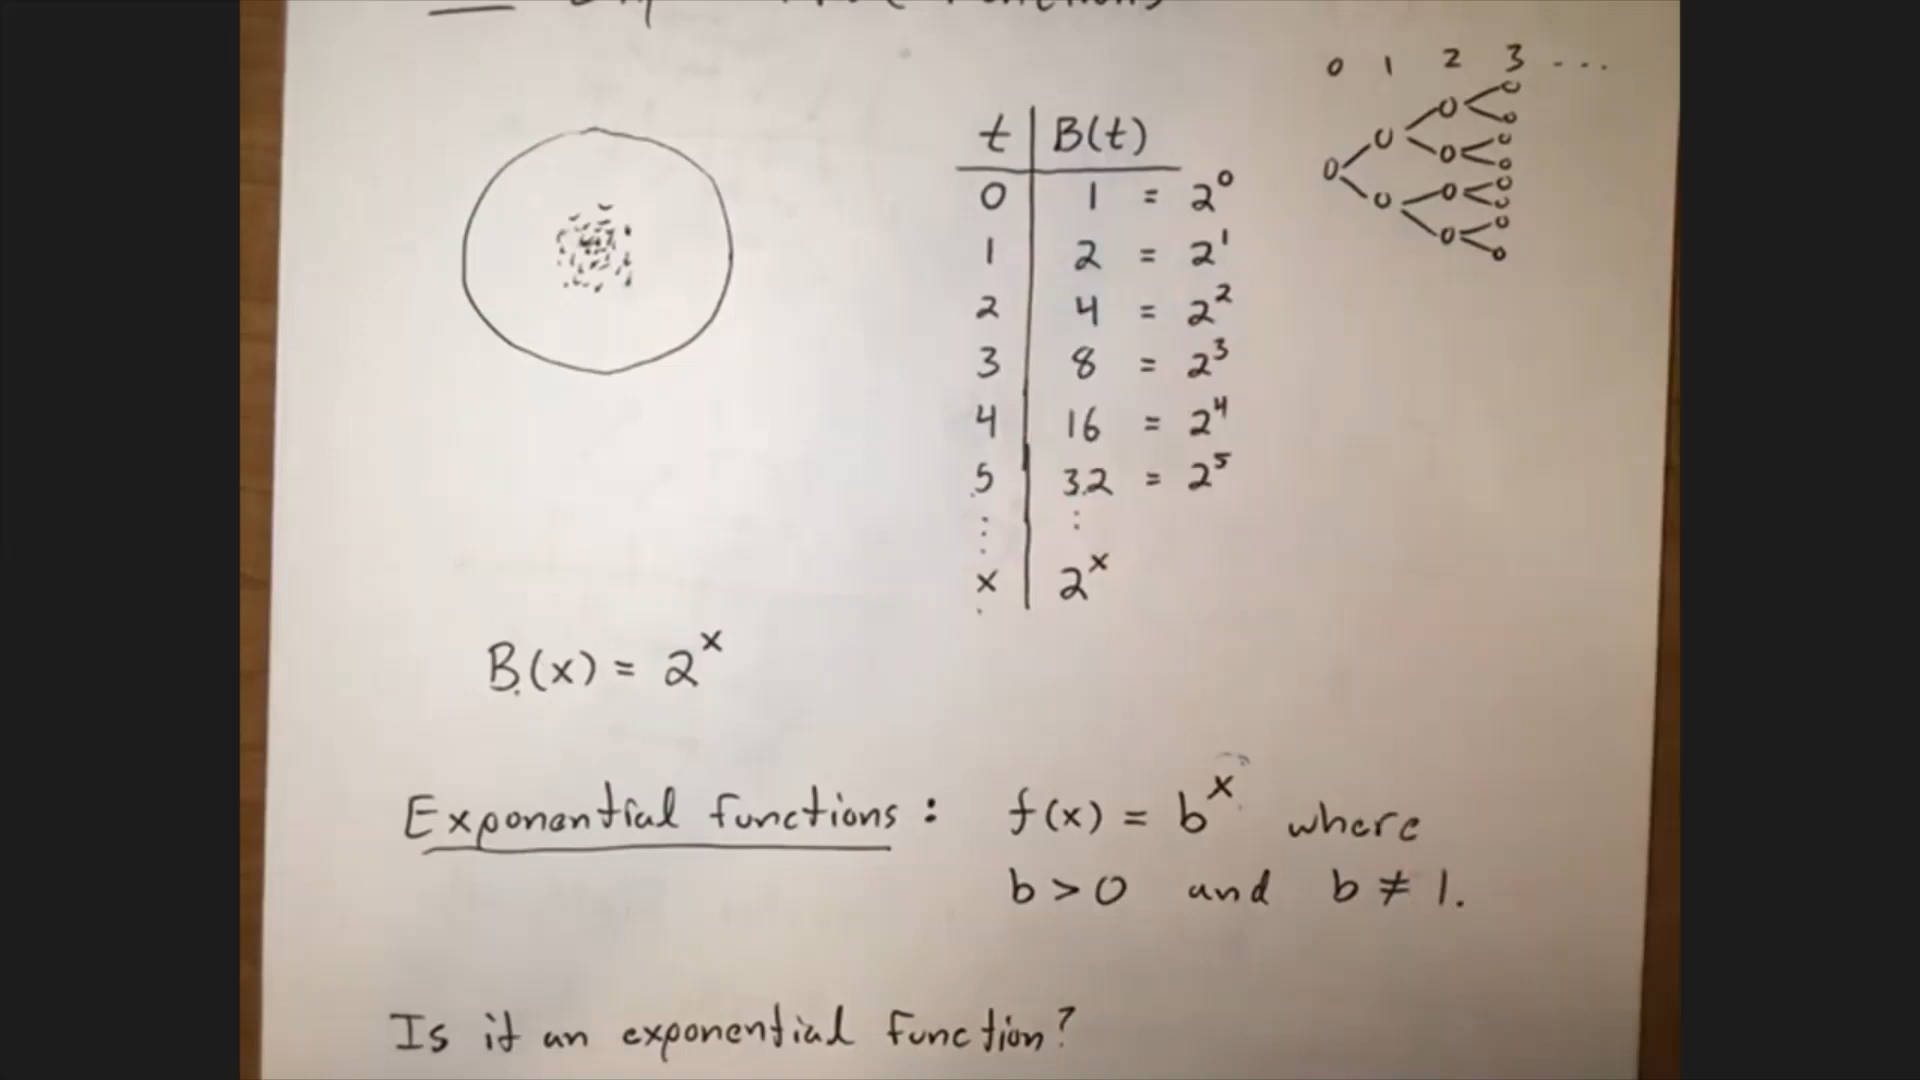 Functions
0 1 2 3 ...
t B(t)
0 1 = 2⁰
1 2 = 2¹
2 4 = 2²
3 8 = 2³
4 16 = 2⁴
5 32 = 2⁵
⋮ ⋮
x 2ˣ
B(x) = 2ˣ
Exponential functions: f(x) = bˣ where
b > 0 and b ≠ 1.
Is it an exponential function?